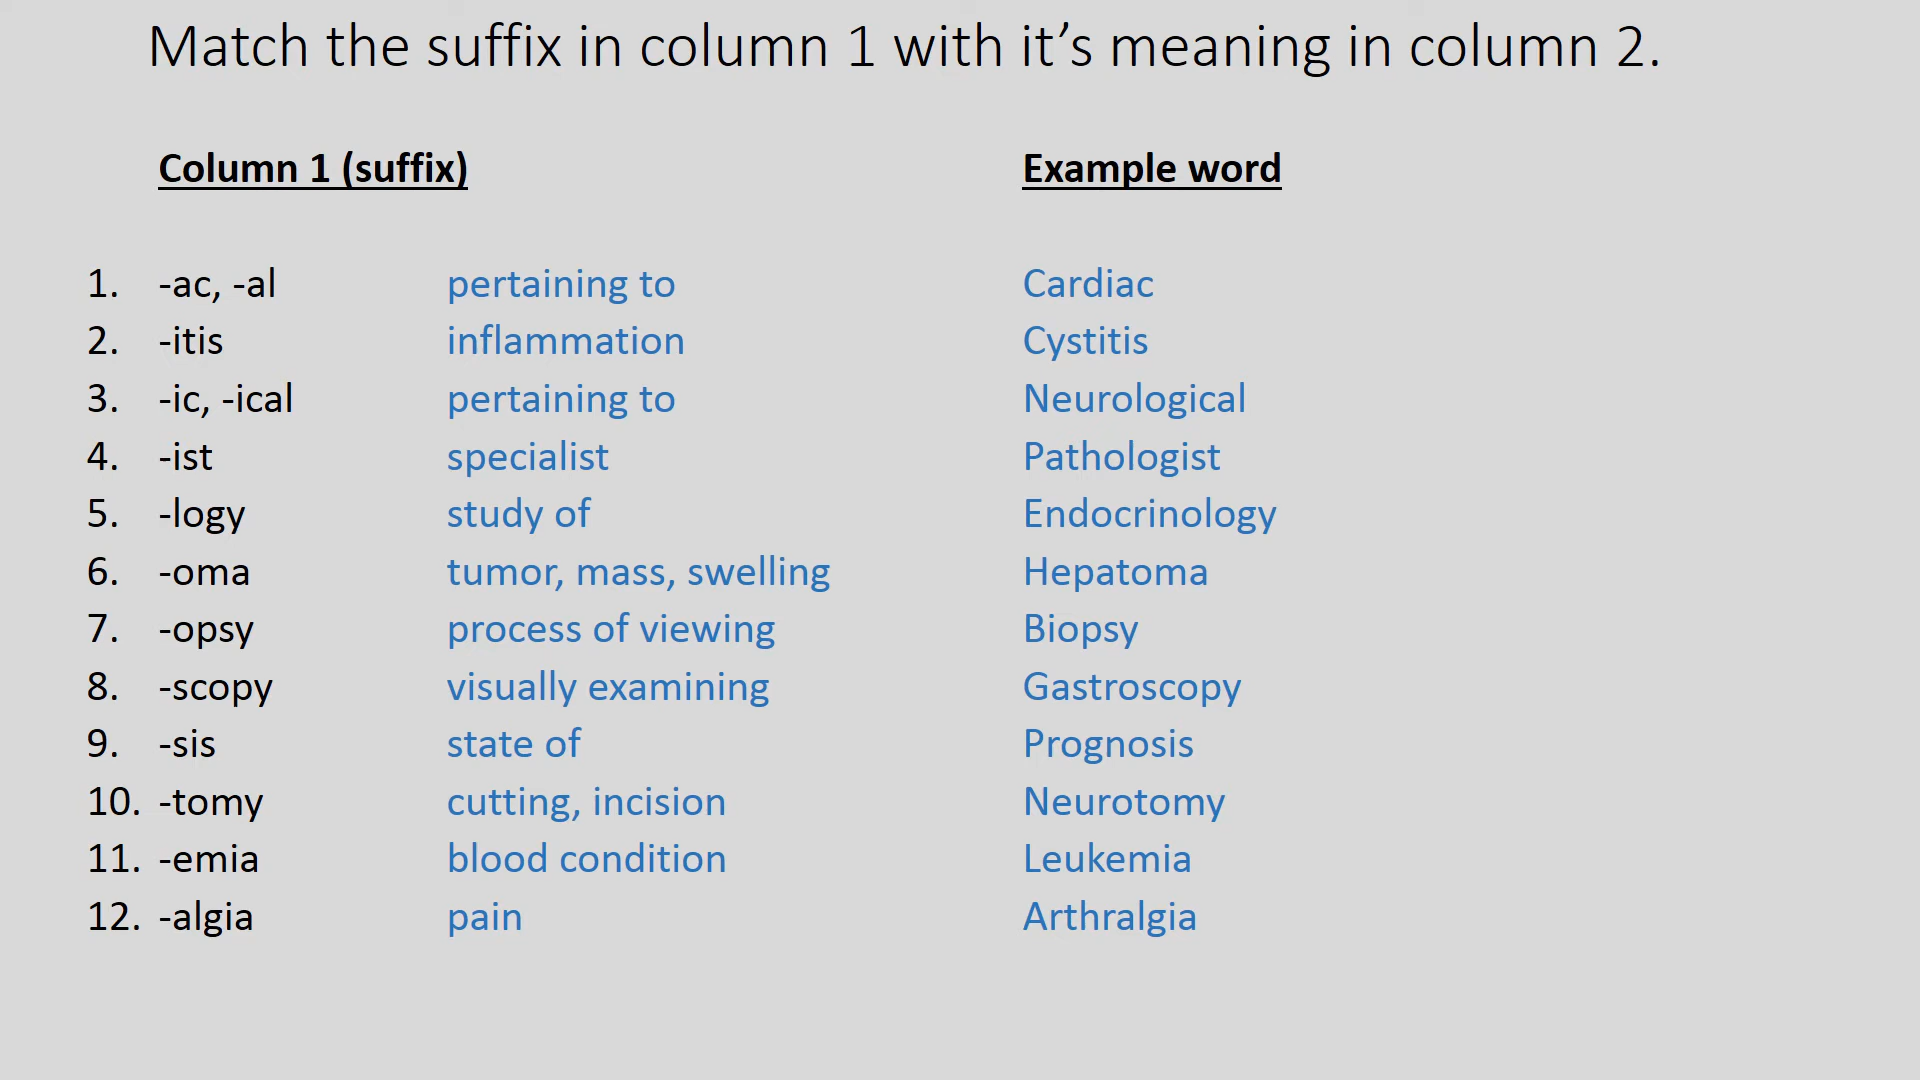 Match the suffix in column 1 with it’s meaning in column 2.
Column 1 (suffix) Example word
1. -ac, -al pertaining to Cardiac
2. -itis inflammation Cystitis
3. -ic, -ical pertaining to Neurological
4. -ist specialist Pathologist
5. -logy study of Endocrinology
6. -oma tumor, mass, swelling Hepatoma
7. -opsy process of viewing Biopsy
8. -scopy visually examining Gastroscopy
9. -sis state of Prognosis
10. -tomy cutting, incision Neurotomy
11. -emia blood condition Leukemia
12. -algia pain Arthralgia